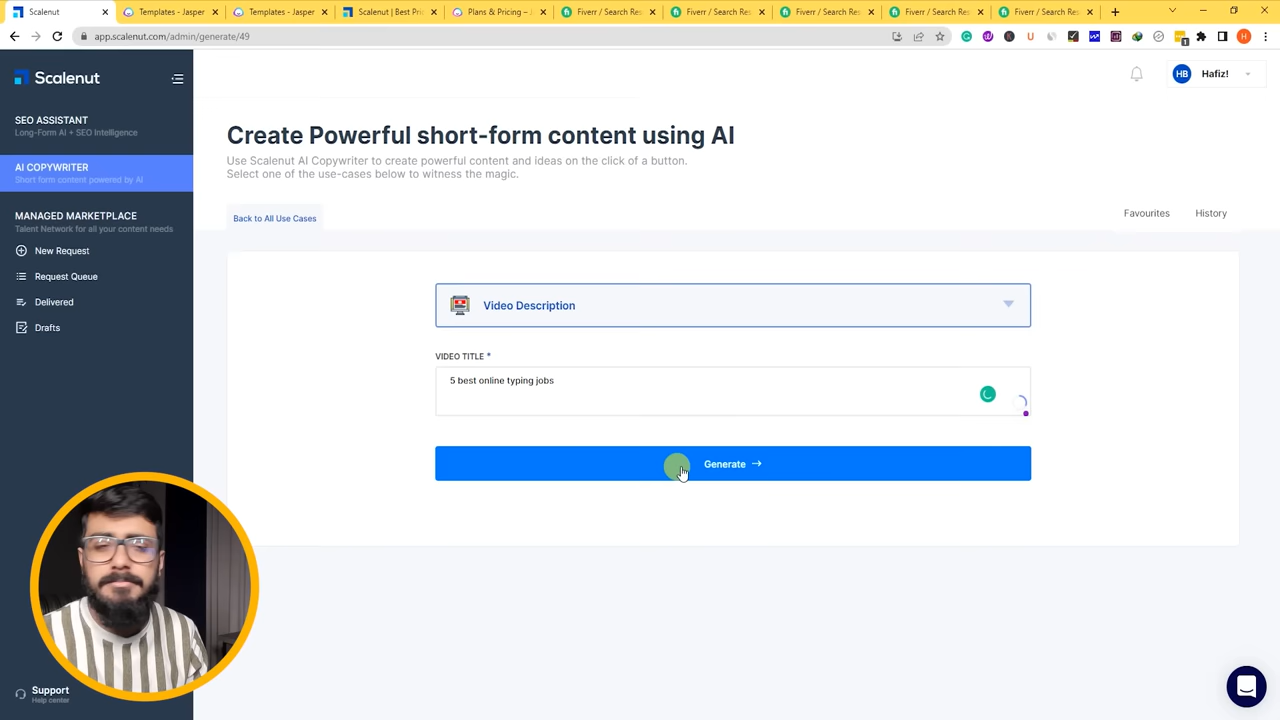 Scalenut
Templates - Jasper
Templates - Jasper
Scalenut | Best Pri
Plans & Pricing –
Fiverr / Search Res
Fiverr / Search Res
Fiverr / Search Res
Fiverr / Search Res
Fiverr / Search Res
app.scalenut.com/admin/generate/49
Scalenut
HB
Hafiz!
SEO ASSISTANT
Long-Form AI + SEO Intelligence
AI COPYWRITER
Short form content powered by AI
MANAGED MARKETPLACE
Talent Network for all your content needs
New Request
Request Queue
Delivered
Drafts
Create Powerful short-form content using AI
Use Scalenut AI Copywriter to create powerful content and ideas on the click of a button.
Select one of the use-cases below to witness the magic.
Back to All Use Cases
Favourites
History
Video Description
VIDEO TITLE *
5 best online typing jobs
Generate →
Support
Help center